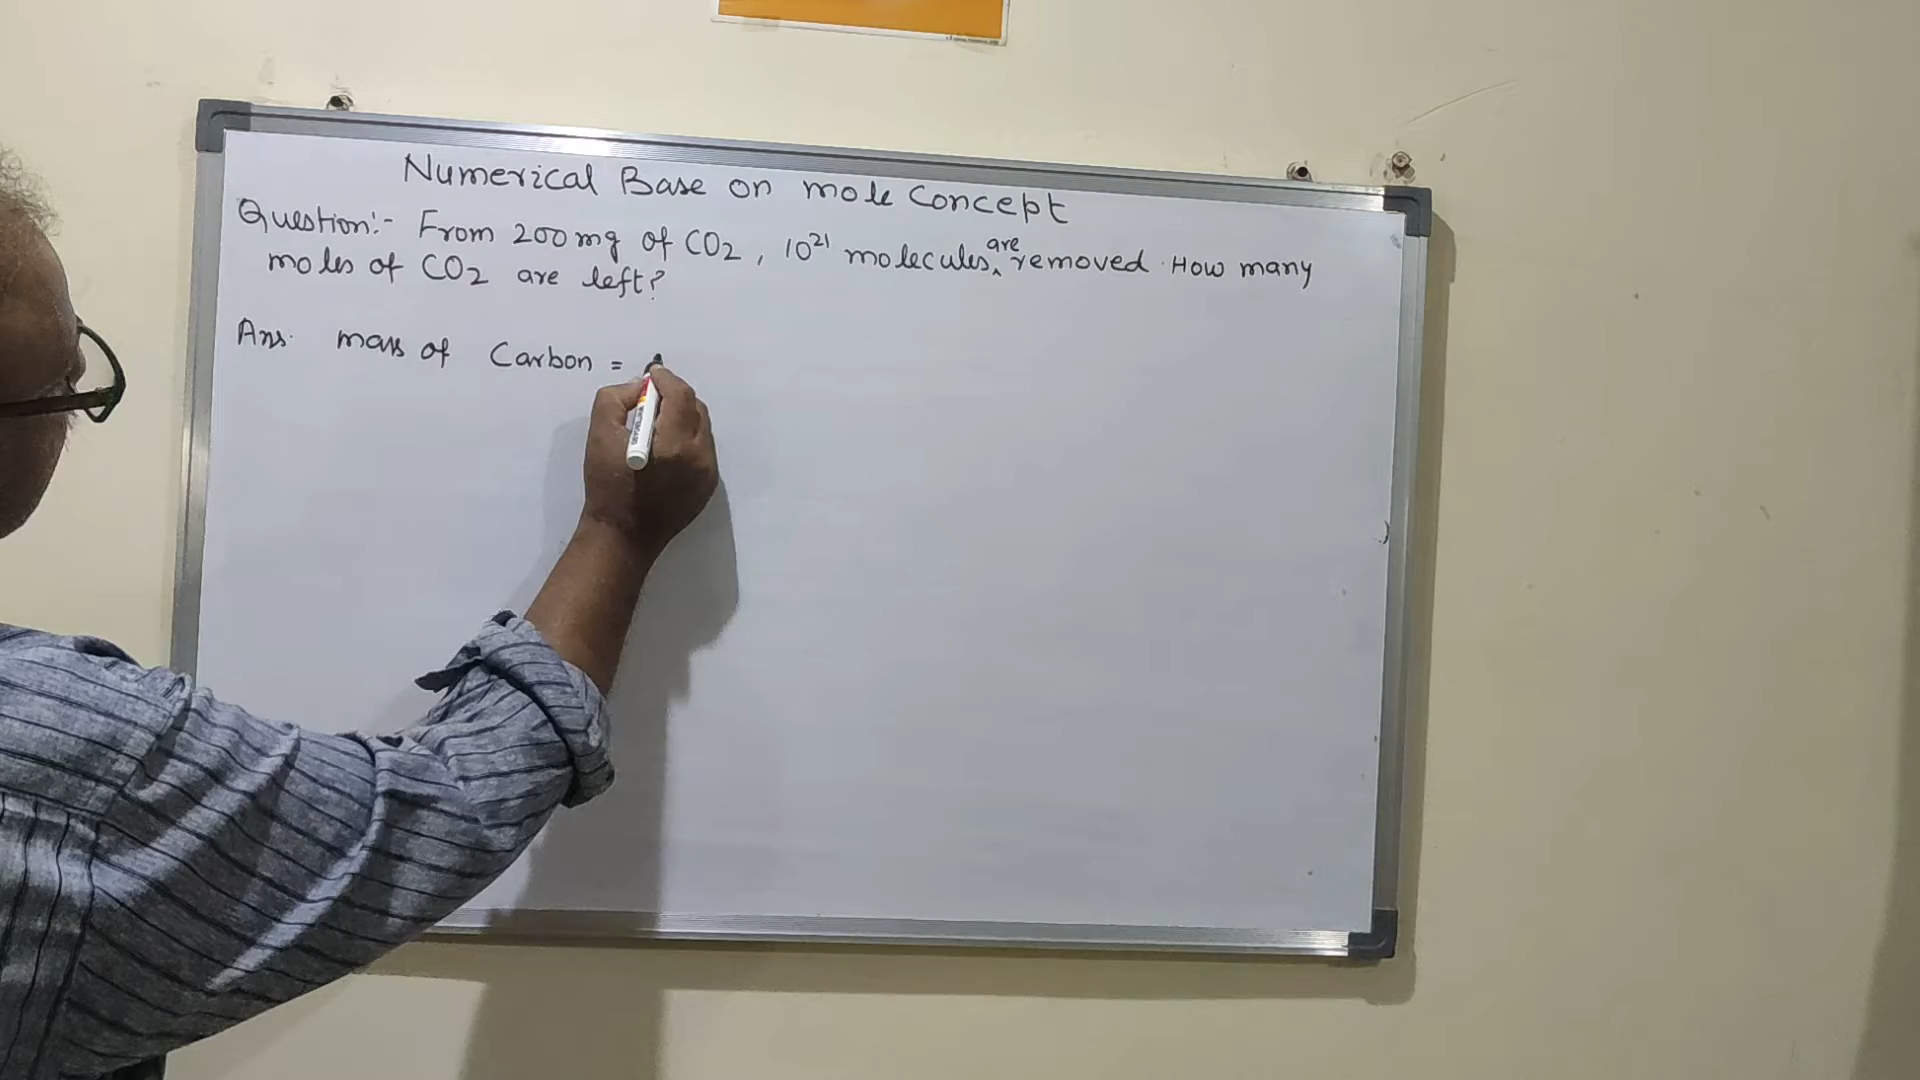 Numerical Base on mole Concept
Question:- From 200 mg of CO2, 10²¹ molecules ^are removed. How many
moles of CO2 are left?
Ans. mass of Carbon =